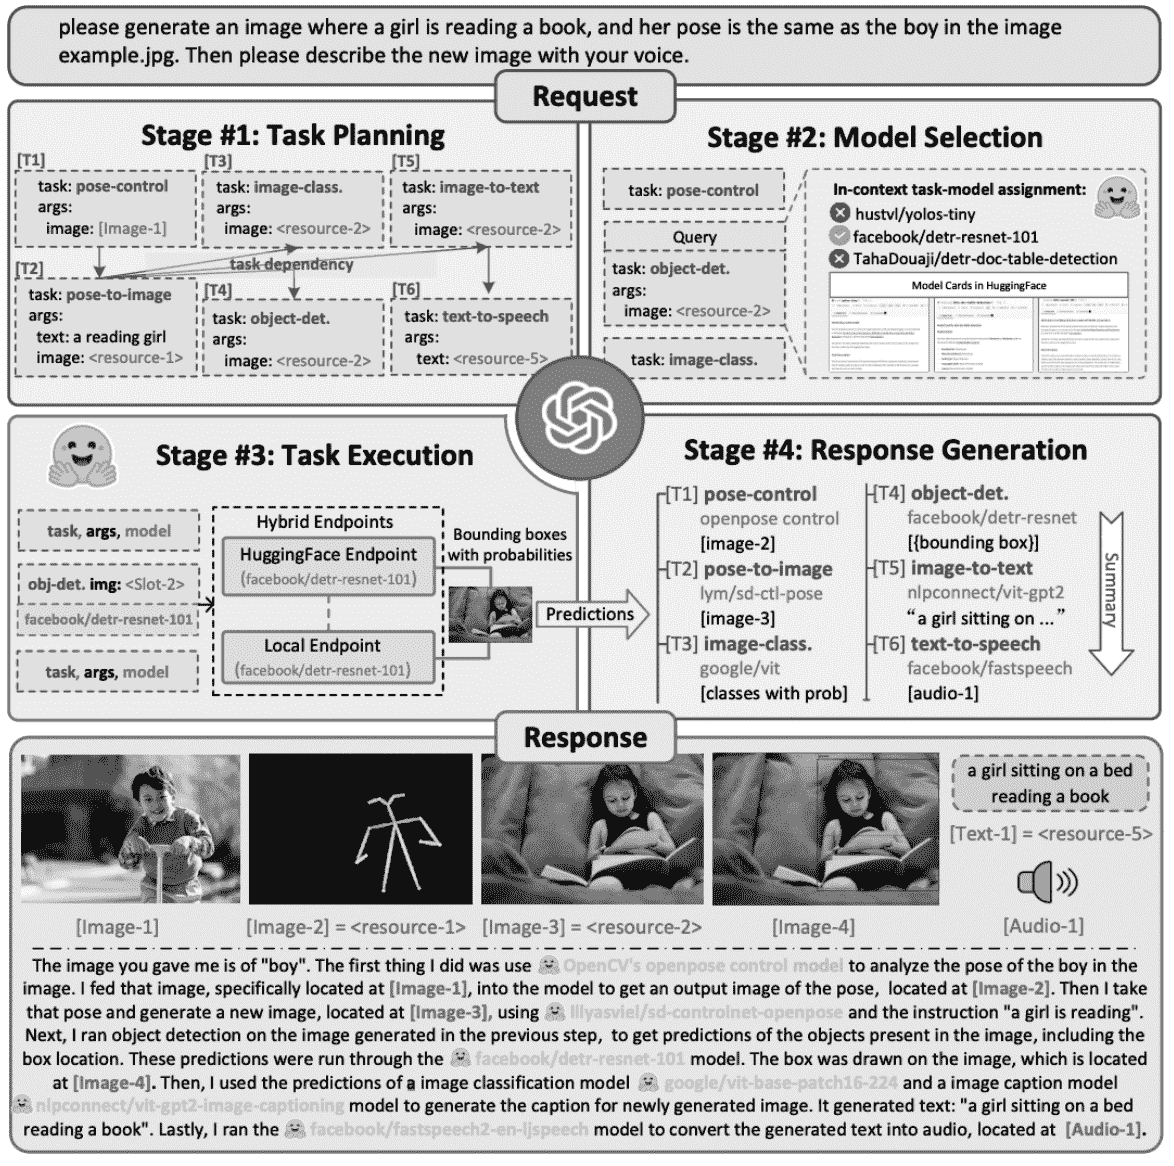 please generate an image where a girl is reading a book, and her pose is the same as the boy in the image
example.jpg. Then please describe the new image with your voice.
Request
Stage #1: Task Planning
[T1]
task: pose-control
args:
image: [Image-1]
[T3]
task: image-class.
args:
image: <resource-2>
[T5]
task: image-to-text
args:
image: <resource-2>
task dependency
[T2]
task: pose-to-image
args:
text: a reading girl
image: <resource-1>
[T4]
task: object-det.
args:
image: <resource-2>
[T6]
task: text-to-speech
args:
text: <resource-5>
Stage #2: Model Selection
task: pose-control
Query
task: object-det.
args:
image: <resource-2>
task: image-class.
In-context task-model assignment:
hustvl/yolos-tiny
facebook/detr-resnet-101
TahaDouaji/detr-doc-table-detection
Model Cards in HuggingFace
Stage #3: Task Execution
task, args, model
obj-det. img: <Slot-2>
facebook/detr-resnet-101
task, args, model
Hybrid Endpoints
HuggingFace Endpoint
(facebook/detr-resnet-101)
Local Endpoint
(facebook/detr-resnet-101)
Bounding boxes
with probabilities
Predictions
Stage #4: Response Generation
[T1] pose-control
openpose control
[image-2]
[T2] pose-to-image
lym/sd-ctl-pose
[image-3]
[T3] image-class.
google/vit
[classes with prob]
[T4] object-det.
facebook/detr-resnet
[{bounding box}]
[T5] image-to-text
nlpconnect/vit-gpt2
“a girl sitting on ...”
[T6] text-to-speech
facebook/fastspeech
[audio-1]
Summary
Response
a girl sitting on a bed
reading a book
[Text-1] = <resource-5>
[Image-1]
[Image-2] = <resource-1>
[Image-3] = <resource-2>
[Image-4]
[Audio-1]
The image you gave me is of "boy". The first thing I did was use OpenCV's openpose control model to analyze the pose of the boy in the
image. I fed that image, specifically located at [Image-1], into the model to get an output image of the pose, located at [Image-2]. Then I take
that pose and generate a new image, located at [Image-3], using lllyasviel/sd-controlnet-openpose and the instruction "a girl is reading".
Next, I ran object detection on the image generated in the previous step, to get predictions of the objects present in the image, including the
box location. These predictions were run through the facebook/detr-resnet-101 model. The box was drawn on the image, which is located
at [Image-4]. Then, I used the predictions of a image classification model google/vit-base-patch16-224 and a image caption model
nlpconnect/vit-gpt2-image-captioning model to generate the caption for newly generated image. It generated text: "a girl sitting on a bed
reading a book". Lastly, I ran the facebook/fastspeech2-en-ljspeech model to convert the generated text into audio, located at [Audio-1].